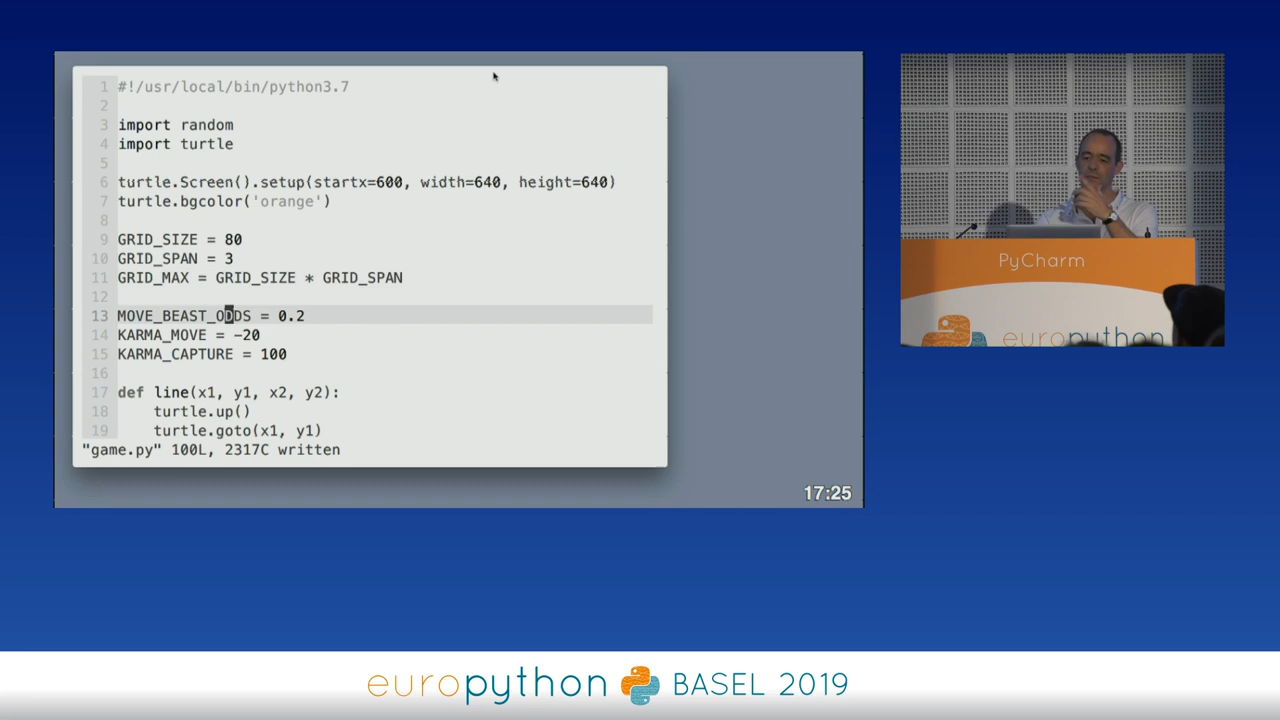 1 #!/usr/local/bin/python3.7
2
3 import random
4 import turtle
5
6 turtle.Screen().setup(startx=600, width=640, height=640)
7 turtle.bgcolor('orange')
8
9 GRID_SIZE = 80
10 GRID_SPAN = 3
11 GRID_MAX = GRID_SIZE * GRID_SPAN
12
13 MOVE_BEAST_ODDS = 0.2
14 KARMA_MOVE = -20
15 KARMA_CAPTURE = 100
16
17 def line(x1, y1, x2, y2):
18 turtle.up()
19 turtle.goto(x1, y1)
"game.py" 100L, 2317C written
17:25
PyCharm
europython
europython BASEL 2019